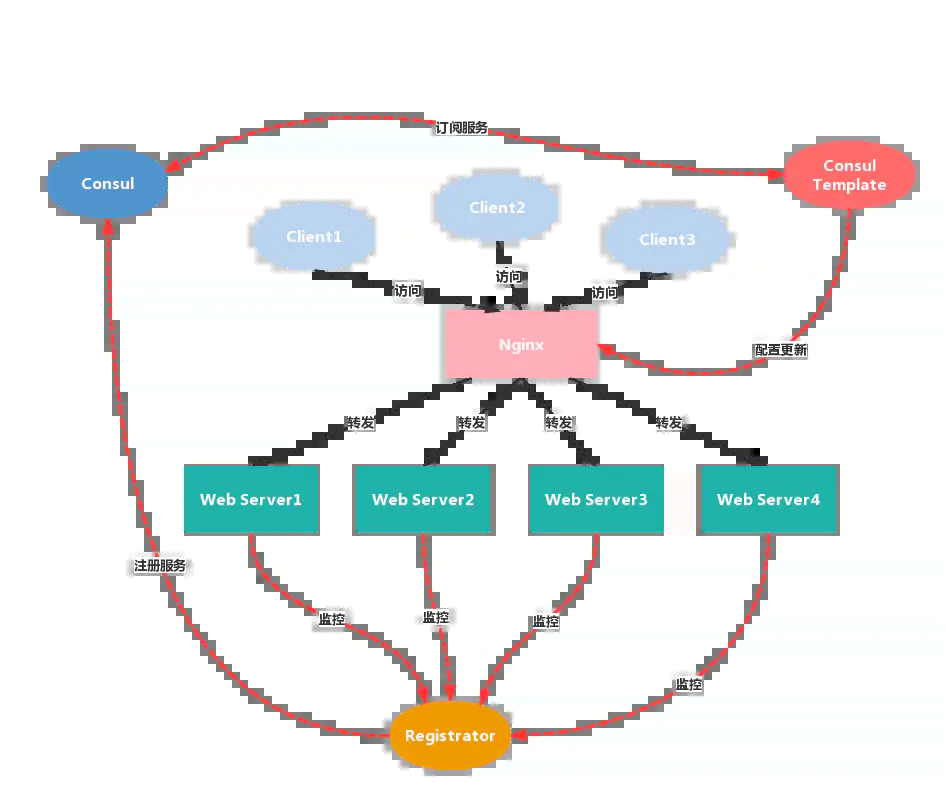 订阅服务
Consul
Consul
Template
Client1
Client2
Client3
访问
访问
访问
Nginx
配置更新
转发
转发
转发
转发
Web Server1
Web Server2
Web Server3
Web Server4
注册服务
监控
监控
监控
监控
Registrator